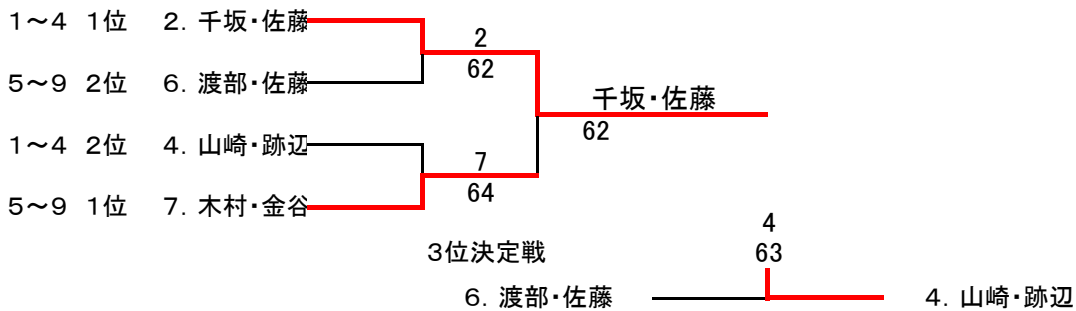 １～４ １位 ２．千坂・佐藤
2
62
５～９ ２位 ６．渡部・佐藤
千坂・佐藤
62
１～４ ２位 ４．山崎・跡辺
7
64
５～９ １位 ７．木村・金谷
4
３位決定戦 63
６．渡部・佐藤 ４．山崎・跡辺